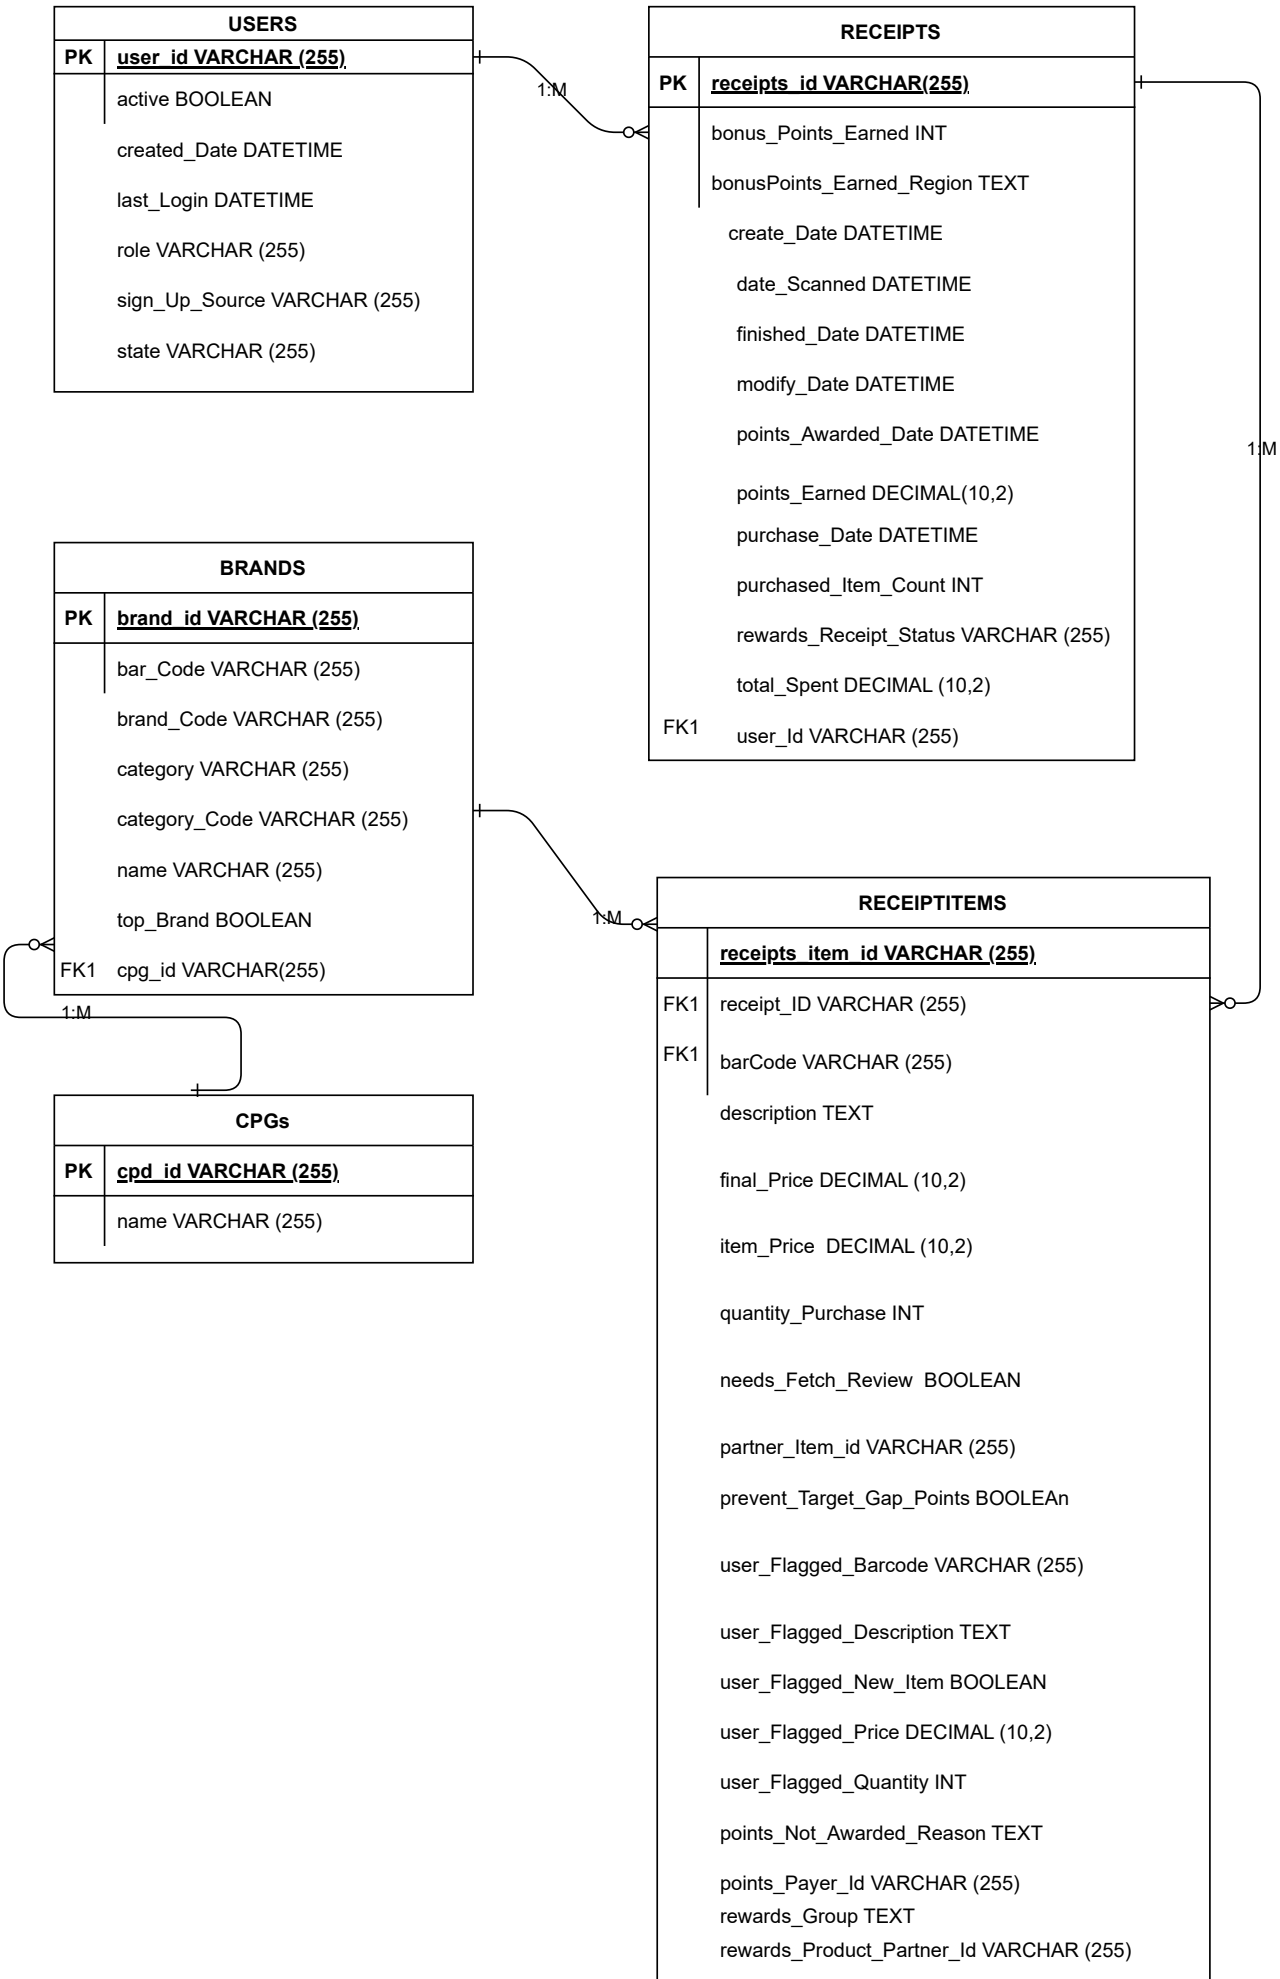 USERS
PK user_id VARCHAR (255)
active BOOLEAN
created_Date DATETIME
last_Login DATETIME
role VARCHAR (255)
sign_Up_Source VARCHAR (255)
state VARCHAR (255)
1:M
RECEIPTS
PK receipts_id VARCHAR(255)
bonus_Points_Earned INT
bonusPoints_Earned_Region TEXT
create_Date DATETIME
date_Scanned DATETIME
finished_Date DATETIME
modify_Date DATETIME
points_Awarded_Date DATETIME
points_Earned DECIMAL(10,2)
purchase_Date DATETIME
purchased_Item_Count INT
rewards_Receipt_Status VARCHAR (255)
total_Spent DECIMAL (10,2)
FK1 user_Id VARCHAR (255)
1:M
BRANDS
PK brand_id VARCHAR (255)
bar_Code VARCHAR (255)
brand_Code VARCHAR (255)
category VARCHAR (255)
category_Code VARCHAR (255)
name VARCHAR (255)
top_Brand BOOLEAN
FK1 cpg_id VARCHAR(255)
1:M
1:M
CPGs
PK cpd_id VARCHAR (255)
name VARCHAR (255)
RECEIPTITEMS
receipts_item_id VARCHAR (255)
FK1 receipt_ID VARCHAR (255)
FK1 barCode VARCHAR (255)
description TEXT
final_Price DECIMAL (10,2)
item_Price  DECIMAL (10,2)
quantity_Purchase INT
needs_Fetch_Review  BOOLEAN
partner_Item_id VARCHAR (255)
prevent_Target_Gap_Points BOOLEAn
user_Flagged_Barcode VARCHAR (255)
user_Flagged_Description TEXT
user_Flagged_New_Item BOOLEAN
user_Flagged_Price DECIMAL (10,2)
user_Flagged_Quantity INT
points_Not_Awarded_Reason TEXT
points_Payer_Id VARCHAR (255)
rewards_Group TEXT
rewards_Product_Partner_Id VARCHAR (255)